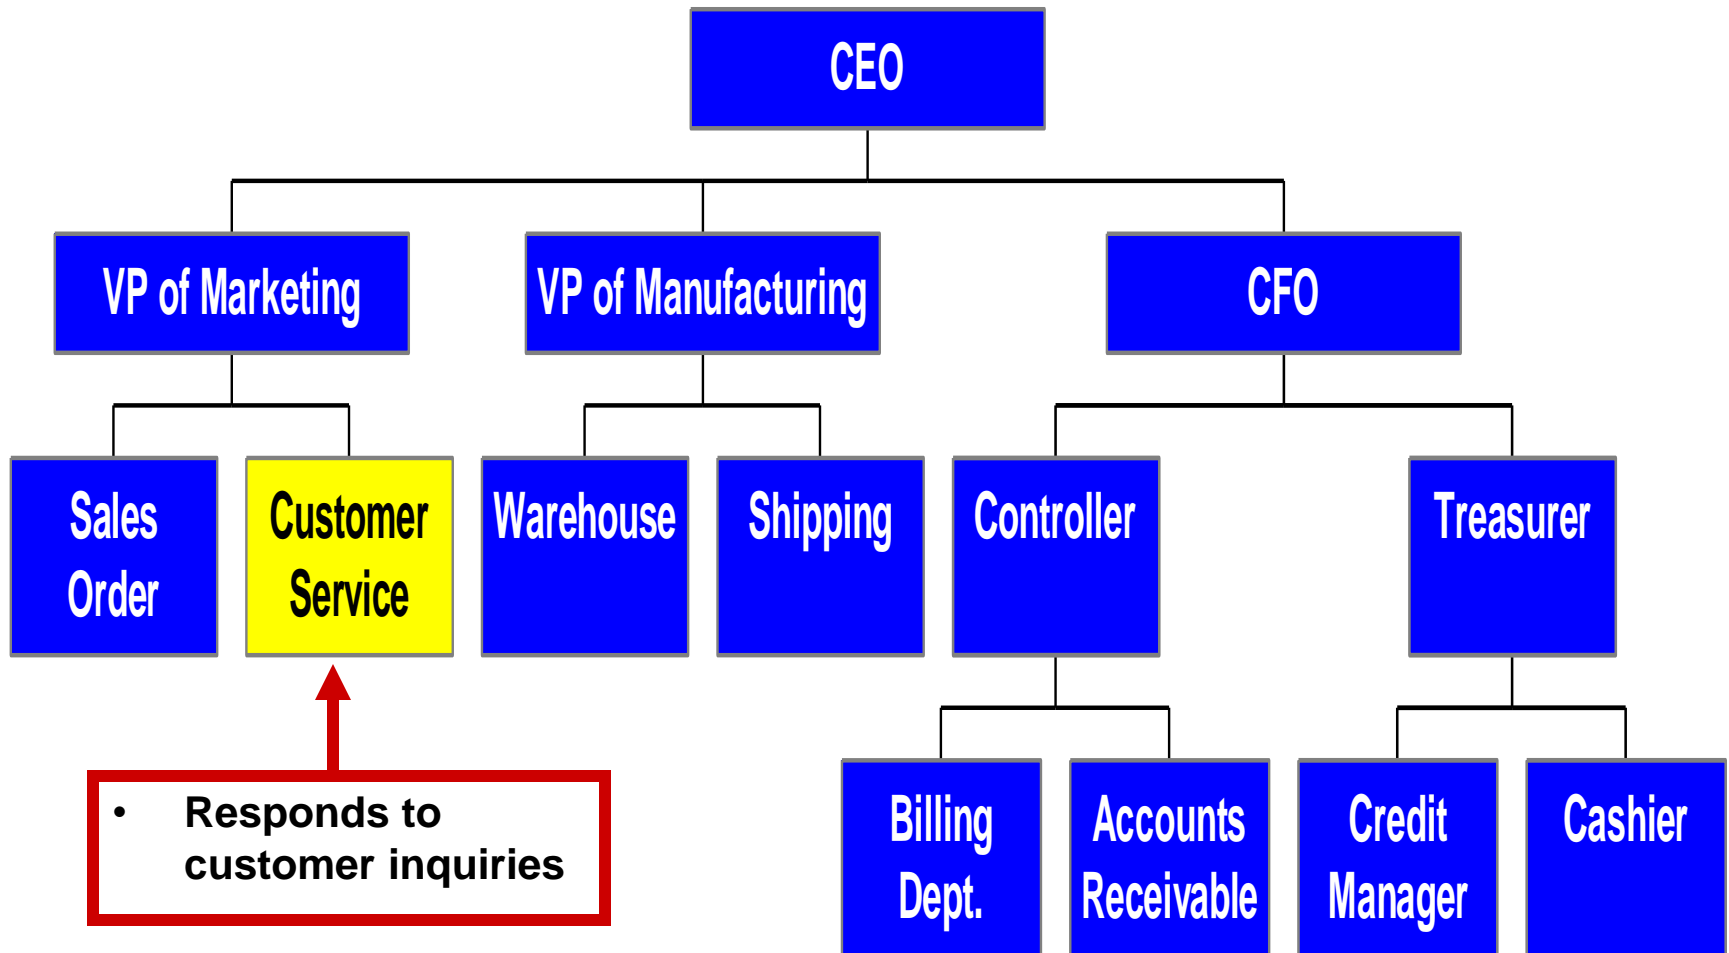 CEO
VP of Marketing
VP of Manufacturing
CFO
Sales
Order
Customer
Service
Warehouse
Shipping
Controller
Treasurer
• Responds to
customer inquiries
Billing
Dept.
Accounts
Receivable
Credit
Manager
Cashier